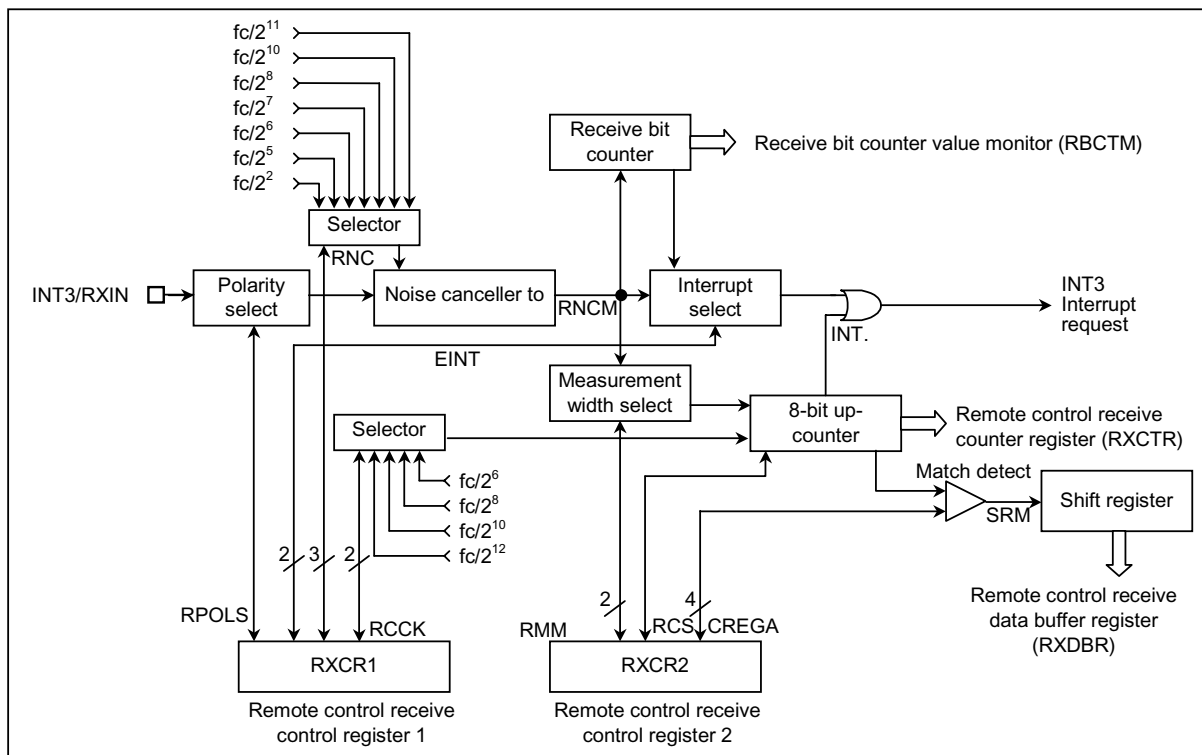 fc/2¹¹
fc/2¹⁰
fc/2⁸
fc/2⁷
fc/2⁶
fc/2⁵
fc/2²
Selector
RNC
INT3/RXIN
Polarity
select
Noise canceller to
RNCM
Receive bit
counter
Receive bit counter value monitor (RBCTM)
Interrupt
select
INT.
INT3
Interrupt
request
EINT
Measurement
width select
8-bit up-
counter
Remote control receive
counter register (RXCTR)
Selector
fc/2⁶
fc/2⁸
fc/2¹⁰
fc/2¹²
Match detect
SRM
Shift register
Remote control receive
data buffer register
(RXDBR)
2
3
2
2
4
RPOLS
RCCK
RMM
RCS
CREGA
RXCR1
RXCR2
Remote control receive
control register 1
Remote control receive
control register 2